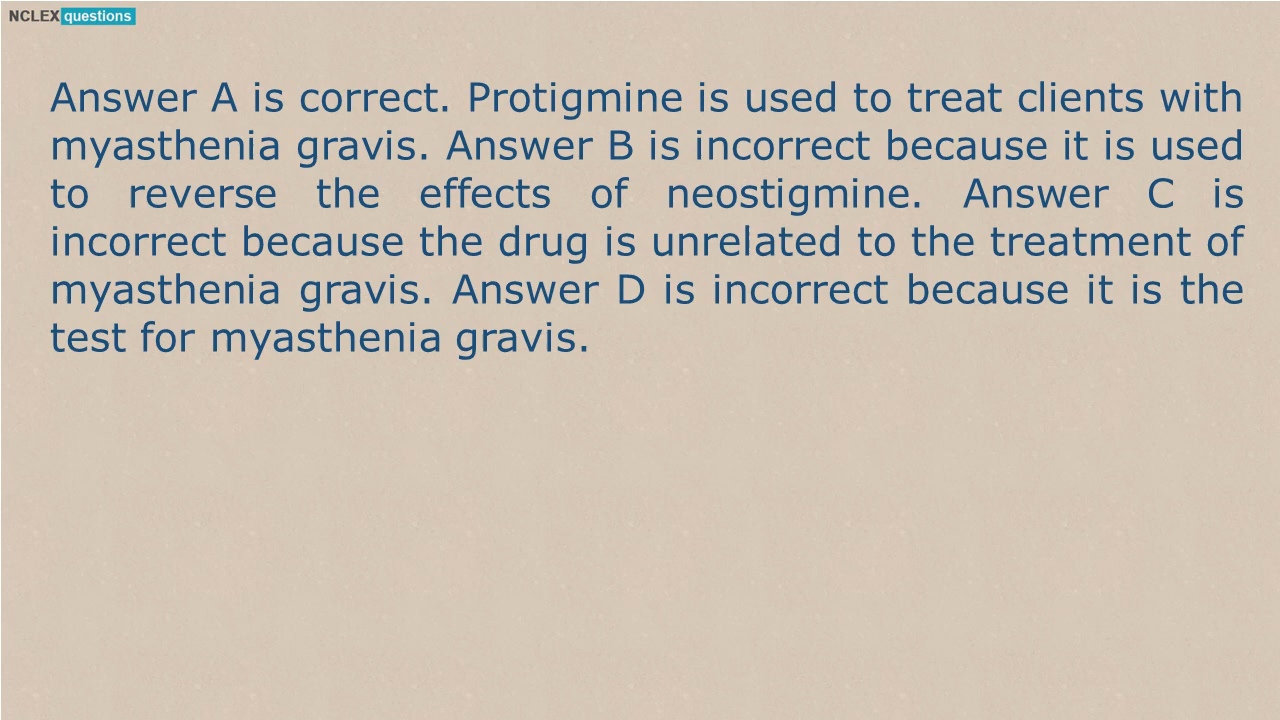 NCLEX questions
Answer A is correct. Protigmine is used to treat clients with
myasthenia gravis. Answer B is incorrect because it is used
to reverse the effects of neostigmine. Answer C is
incorrect because the drug is unrelated to the treatment of
myasthenia gravis. Answer D is incorrect because it is the
test for myasthenia gravis.